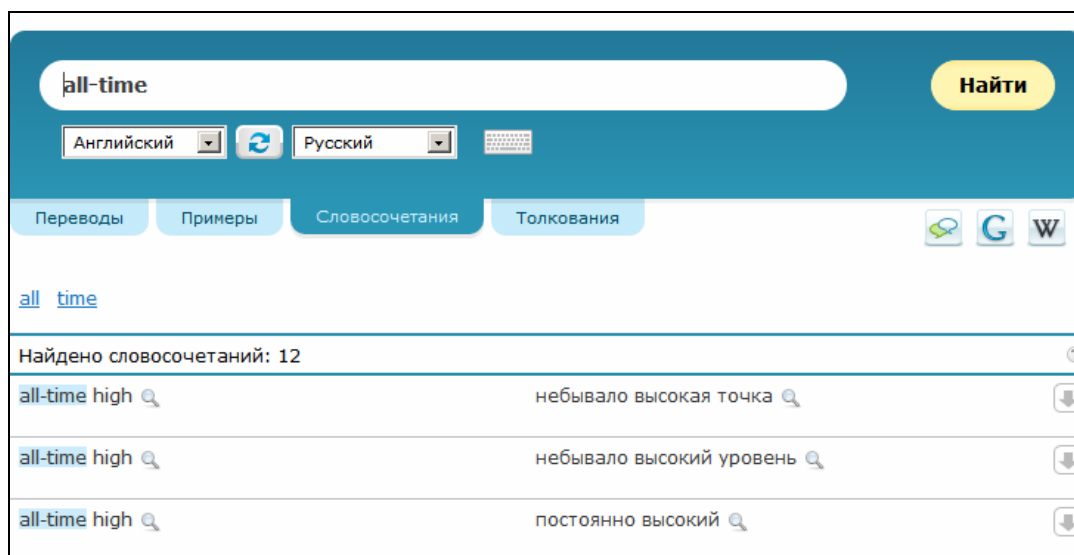 all-time
Найти
Английский Русский
Переводы Примеры Словосочетания Толкования
G W
all time
Найдено словосочетаний: 12
all-time high небывало высокая точка
all-time high небывало высокий уровень
all-time high постоянно высокий